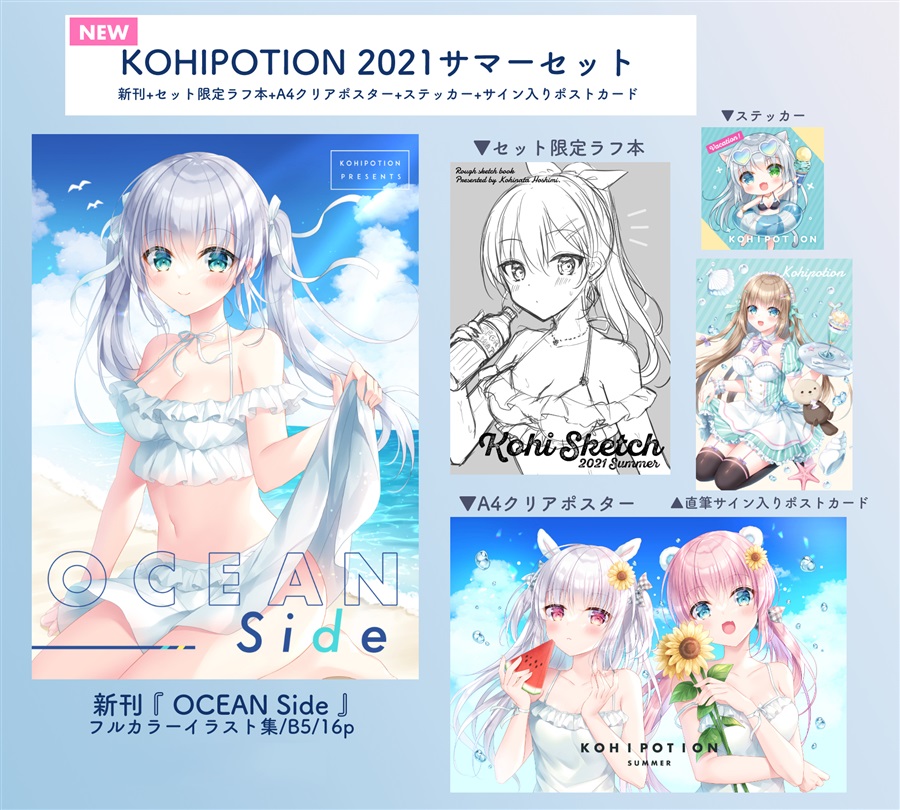 NEW
KOHIPOTION 2021サマーセット
新刊+セット限定ラフ本+A4クリアポスター+ステッカー+サイン入りポストカード
KOHIPOTION
PRESENTS
OCEAN
Side
新刊『 OCEAN Side 』
フルカラーイラスト集/B5/16p
▼セット限定ラフ本
Rough sketch book
Presented by Kohinata Hoshimi.
Kohi Sketch
2021 Summer
▼ステッカー
Vacation!
KOHIPOTION
Kohipotion
▲直筆サイン入りポストカード
▼A4クリアポスター
KOHIPOTION
SUMMER